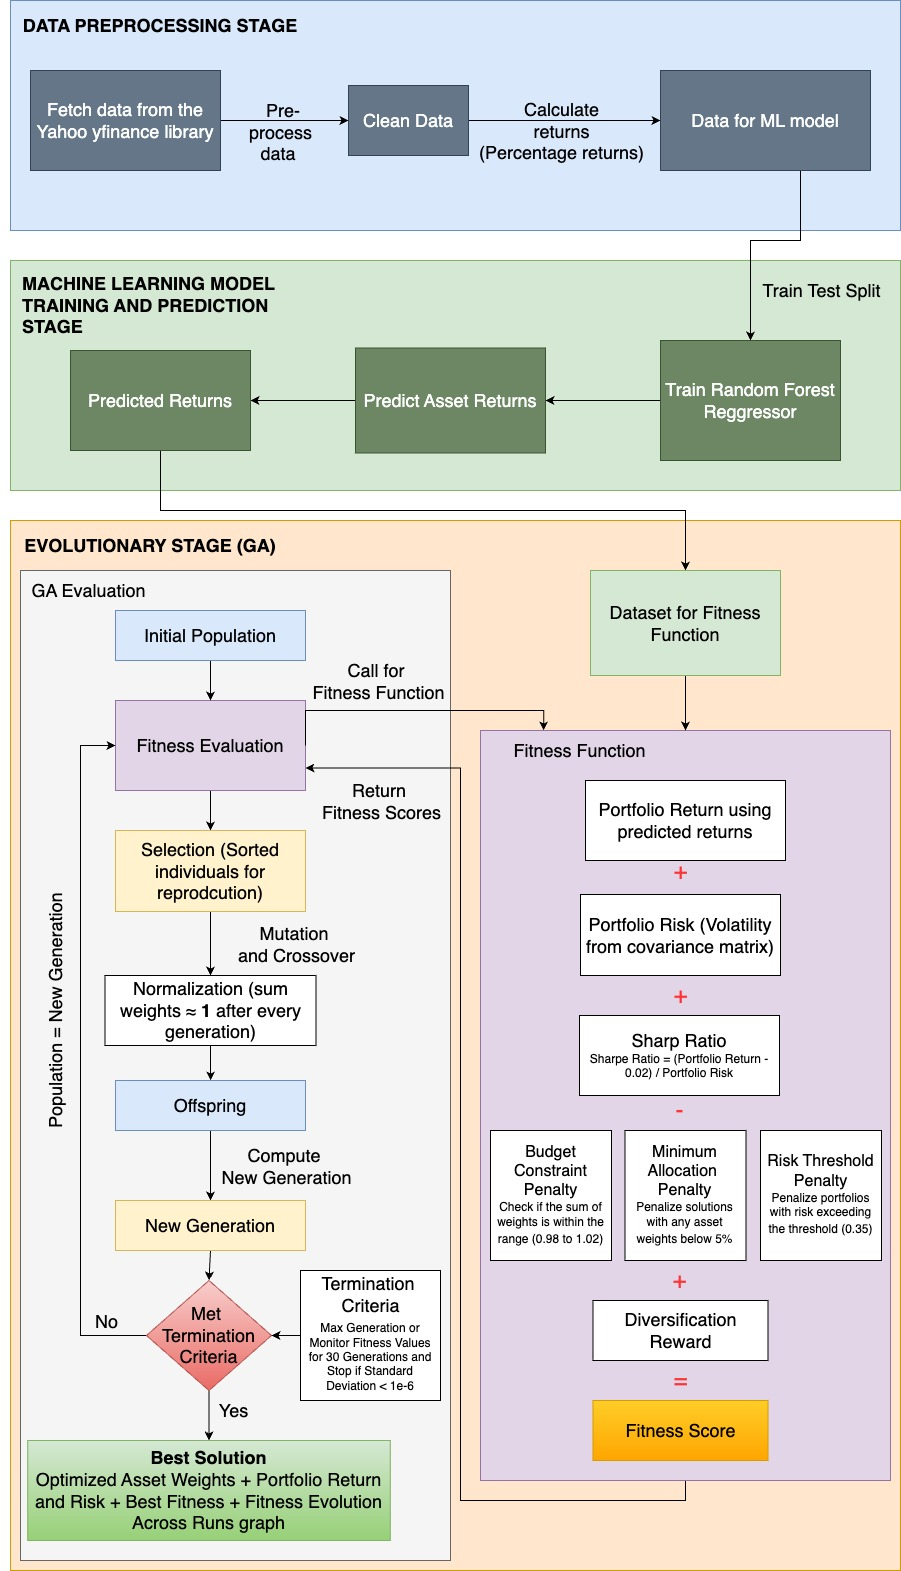 DATA PREPROCESSING STAGE
Fetch data from the
Yahoo yfinance library
Pre-
process
data
Clean Data
Calculate
returns
(Percentage returns)
Data for ML model
MACHINE LEARNING MODEL
TRAINING AND PREDICTION
STAGE
Train Test Split
Predicted Returns
Predict Asset Returns
Train Random Forest
Reggressor
EVOLUTIONARY STAGE (GA)
GA Evaluation
Initial Population
Call for
Fitness Function
Fitness Evaluation
Return
Fitness Scores
Selection (Sorted
individuals for
reprodcution)
Mutation
and Crossover
Normalization (sum
weights ≈ 1 after every
generation)
Offspring
Compute
New Generation
New Generation
Population = New Generation
Met
Termination
Criteria
No
Yes
Termination
Criteria
Max Generation or
Monitor Fitness Values
for 30 Generations and
Stop if Standard
Deviation < 1e-6
Best Solution
Optimized Asset Weights + Portfolio Return
and Risk + Best Fitness + Fitness Evolution
Across Runs graph
Dataset for Fitness
Function
Fitness Function
Portfolio Return using
predicted returns
+
Portfolio Risk (Volatility
from covariance matrix)
+
Sharp Ratio
Sharpe Ratio = (Portfolio Return -
0.02) / Portfolio Risk
-
Budget
Constraint
Penalty
Check if the sum of
weights is within the
range (0.98 to 1.02)
Minimum
Allocation
Penalty
Penalize solutions
with any asset
weights below 5%
Risk Threshold
Penalty
Penalize portfolios
with risk exceeding
the threshold (0.35)
+
Diversification
Reward
=
Fitness Score